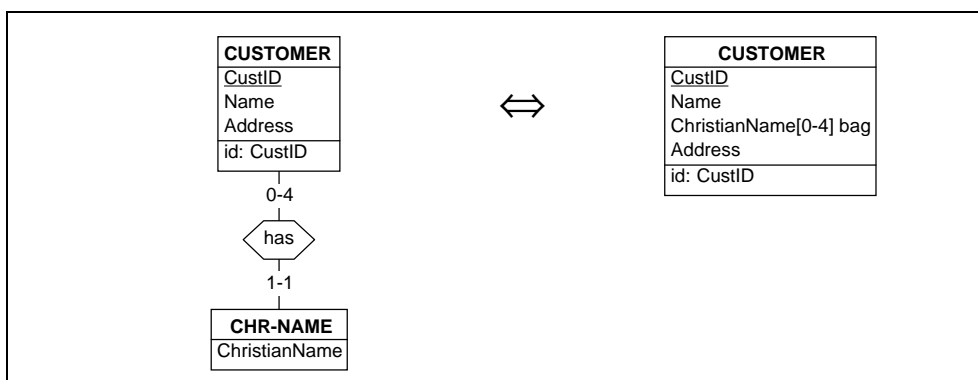 CUSTOMER
CustID
Name
Address
id: CustID
0-4
has
1-1
CHR-NAME
ChristianName
⇔
CUSTOMER
CustID
Name
ChristianName[0-4] bag
Address
id: CustID